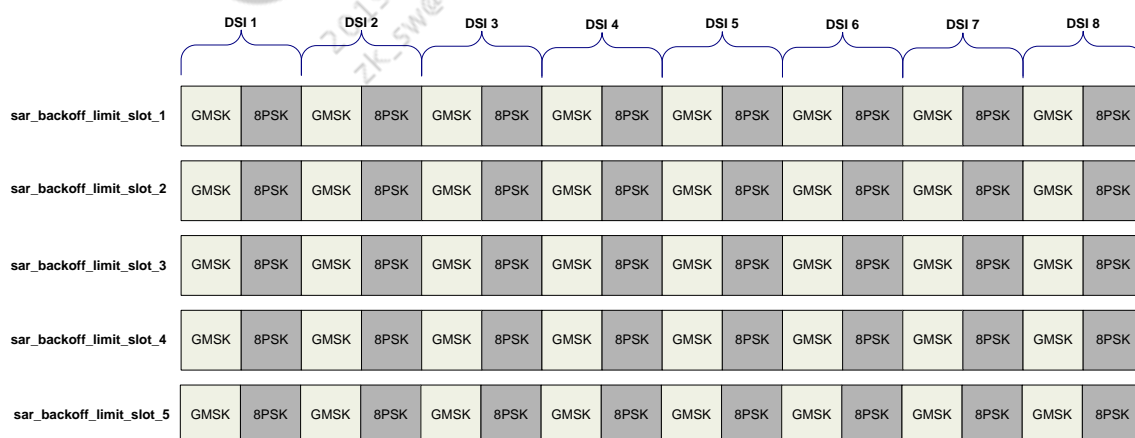 DSI 1 DSI 2 DSI 3 DSI 4 DSI 5 DSI 6 DSI 7 DSI 8
sar_backoff_limit_slot_1 GMSK 8PSK GMSK 8PSK GMSK 8PSK GMSK 8PSK GMSK 8PSK GMSK 8PSK GMSK 8PSK GMSK 8PSK
sar_backoff_limit_slot_2 GMSK 8PSK GMSK 8PSK GMSK 8PSK GMSK 8PSK GMSK 8PSK GMSK 8PSK GMSK 8PSK GMSK 8PSK
sar_backoff_limit_slot_3 GMSK 8PSK GMSK 8PSK GMSK 8PSK GMSK 8PSK GMSK 8PSK GMSK 8PSK GMSK 8PSK GMSK 8PSK
sar_backoff_limit_slot_4 GMSK 8PSK GMSK 8PSK GMSK 8PSK GMSK 8PSK GMSK 8PSK GMSK 8PSK GMSK 8PSK GMSK 8PSK
sar_backoff_limit_slot_5 GMSK 8PSK GMSK 8PSK GMSK 8PSK GMSK 8PSK GMSK 8PSK GMSK 8PSK GMSK 8PSK GMSK 8PSK